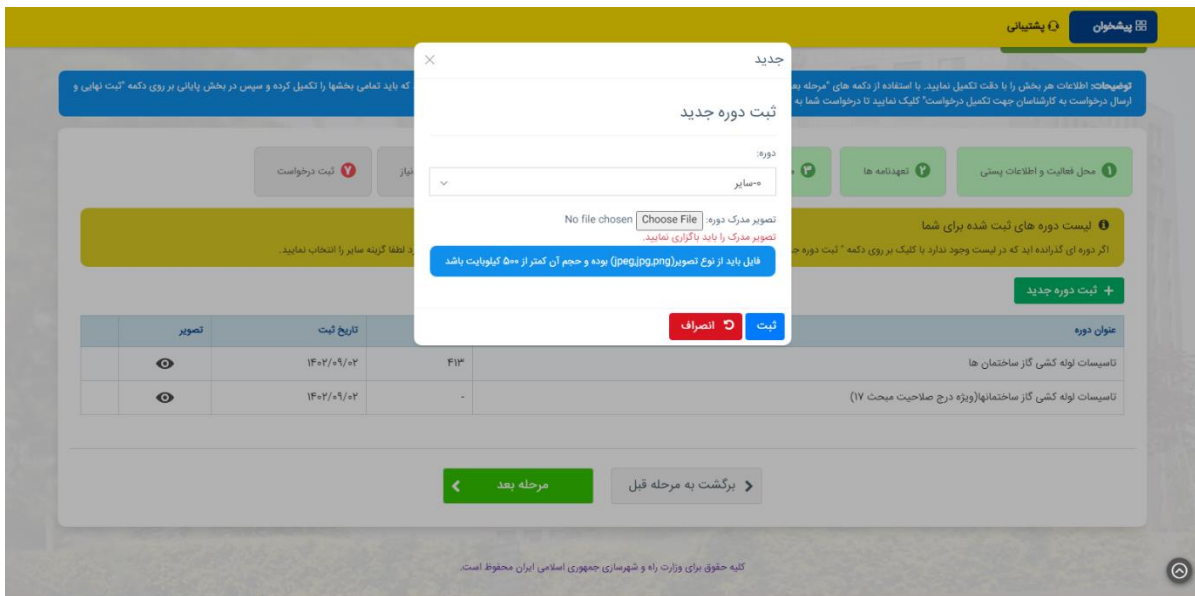 پیشخوان
پشتیبانی
جدید
×
ثبت دوره جدید
دوره:
۰-سایر
تصویر مدرک دوره: Choose File No file chosen
تصویر مدرک را باید باگزاری نمایید.
فایل باید از نوع تصویر(jpeg,jpg,png) بوده و حجم آن کمتر از ۵۰۰ کیلوبایت باشد
ثبت
انصراف
توضیحات: اطلاعات هر بخش را با دقت تکمیل نمایید. با استفاده از دکمه های "مرحله بع
که باید تمامی بخشها را تکمیل کرده و سپس در بخش پایانی بر روی دکمه "ثبت نهایی و
ارسال درخواست به کارشناسان جهت تکمیل درخواست" کلیک نمایید تا درخواست شما به
۱ محل فعالیت و اطلاعات پستی
۲ تعهدنامه ها
۳
نیاز
۷ ثبت درخواست
لیست دوره های ثبت شده برای شما
اگر دوره ای گذرانده اید که در لیست وجود ندارد با کلیک بر روی دکمه " ثبت دوره ج
لطفا گزینه سایر را انتخاب نمایید.
+ ثبت دوره جدید
عنوان دوره
تاریخ ثبت
تصویر
تاسیسات لوله کشی گاز ساختمان ها
۴۱۳
۱۴۰۲/۰۹/۰۲
تاسیسات لوله کشی گاز ساختمانها(ویژه درج صلاحیت مبحث ۱۷)
-
۱۴۰۲/۰۹/۰۲
برگشت به مرحله قبل
مرحله بعد
کلیه حقوق برای وزارت راه و شهرسازی جمهوری اسلامی ایران محفوظ است.